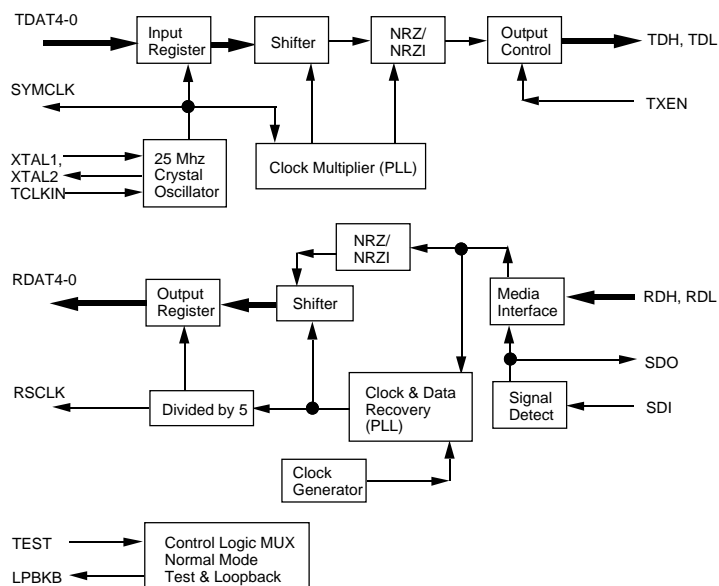 TDAT4-0
Input
Register
Shifter
NRZ/
NRZI
Output
Control
TDH, TDL
SYMCLK
TXEN
XTAL1,
XTAL2
TCLKIN
25 Mhz
Crystal
Oscillator
Clock Multiplier (PLL)
NRZ/
NRZI
RDAT4-0
Output
Register
Shifter
Media
Interface
RDH, RDL
SDO
RSCLK
Divided by 5
Clock & Data
Recovery
(PLL)
Signal
Detect
SDI
Clock
Generator
TEST
LPBKB
Control Logic MUX
Normal Mode
Test & Loopback